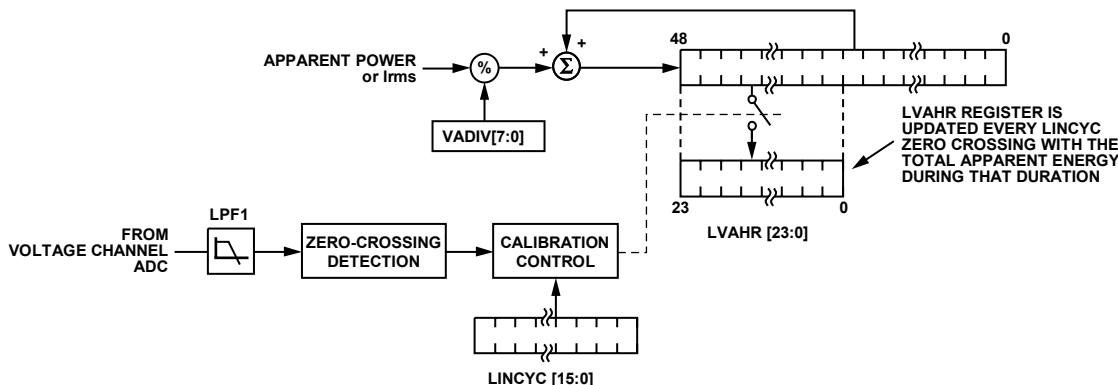 48
0
APPARENT POWER
or Irms
%
+
+
Σ
VADIV[7:0]
LVAHR REGISTER IS
UPDATED EVERY LINCYC
ZERO CROSSING WITH THE
TOTAL APPARENT ENERGY
DURING THAT DURATION
23
0
LVAHR [23:0]
LPF1
FROM
VOLTAGE CHANNEL
ADC
ZERO-CROSSING
DETECTION
CALIBRATION
CONTROL
LINCYC [15:0]